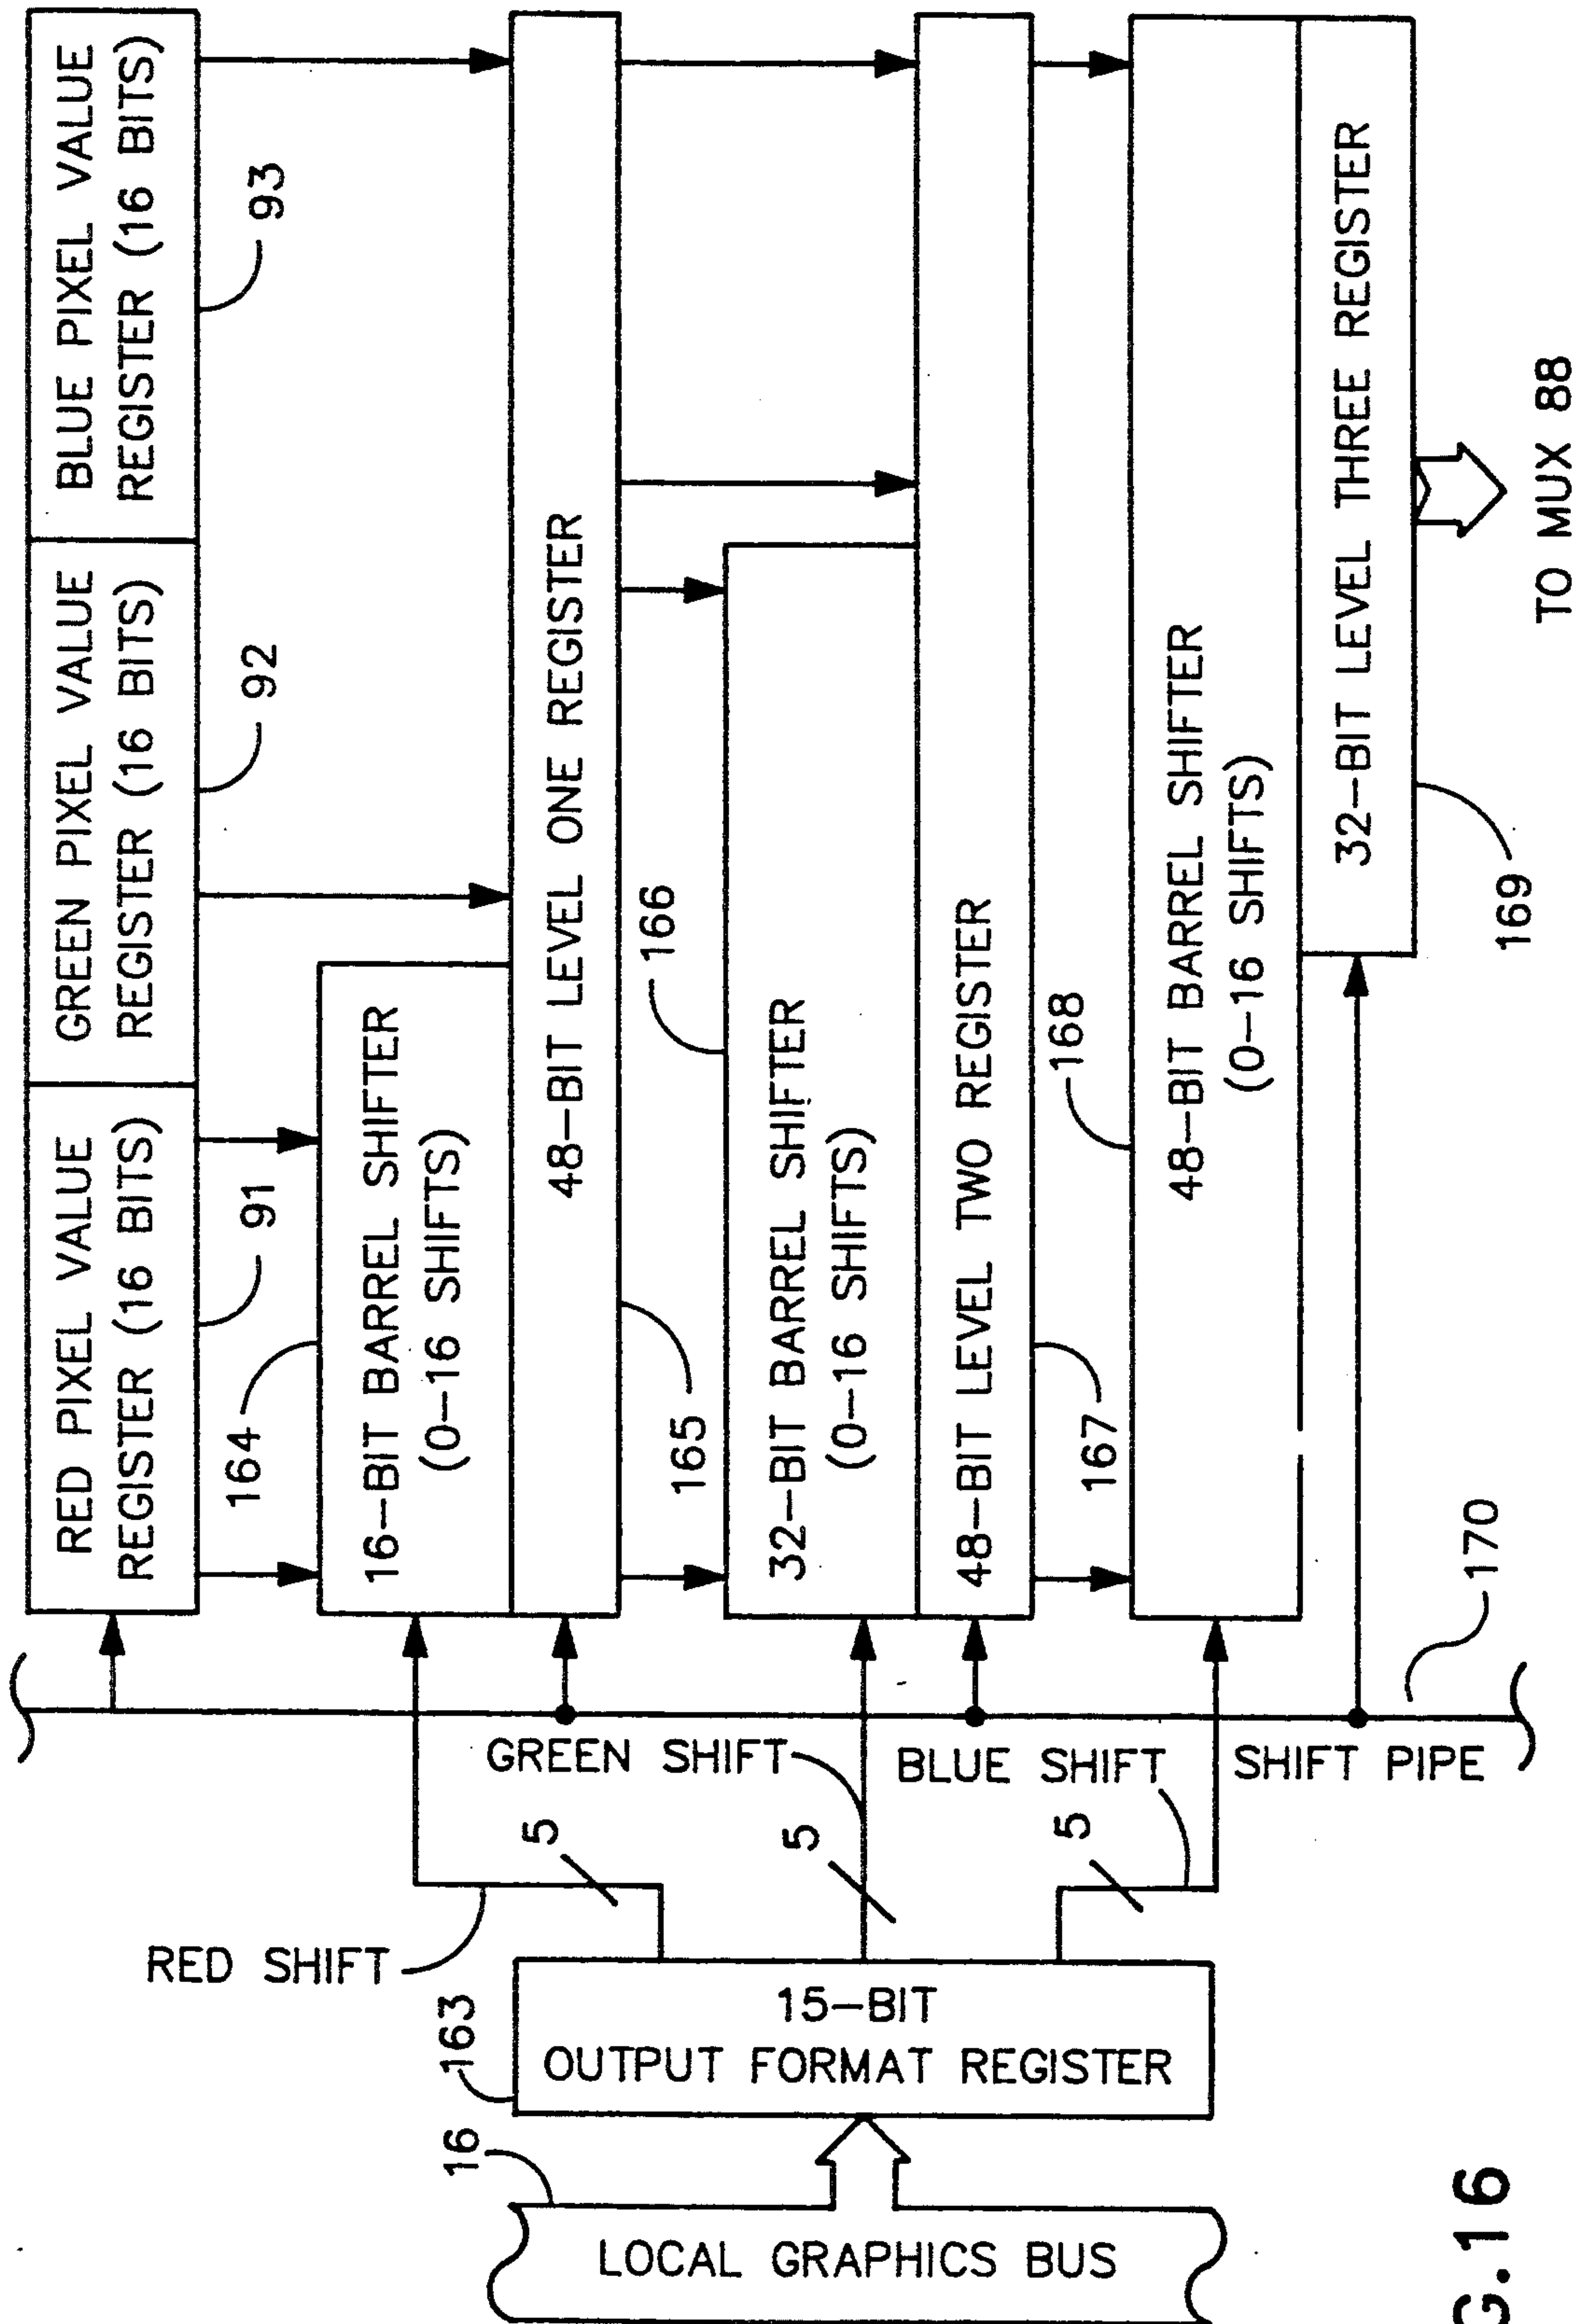 RED PIXEL VALUE
REGISTER (16 BITS)
GREEN PIXEL VALUE
REGISTER (16 BITS)
BLUE PIXEL VALUE
REGISTER (16 BITS)
91
92
93
164
16-BIT BARREL SHIFTER
(0-16 SHIFTS)
48-BIT LEVEL ONE REGISTER
165
166
32-BIT BARREL SHIFTER
(0-16 SHIFTS)
48-BIT LEVEL TWO REGISTER
167
168
48-BIT BARREL SHIFTER
(0-16 SHIFTS)
32-BIT LEVEL THREE REGISTER
169
TO MUX 88
170
SHIFT PIPE
RED SHIFT
5
GREEN SHIFT
5
BLUE SHIFT
5
163
15-BIT
OUTPUT FORMAT REGISTER
16
LOCAL GRAPHICS BUS
G.16